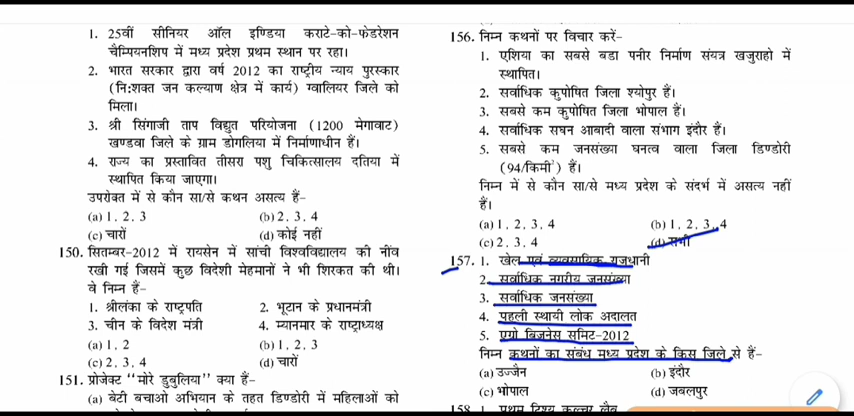 1. 25वीं सीनियर ऑल इण्डिया कराटे-को-फेडरेशन
चैम्पियनशिप में मध्य प्रदेश प्रथम स्थान पर रहा।
2. भारत सरकार द्वारा वर्ष 2012 का राष्ट्रीय न्याय पुरस्कार
(नि:शक्त जन कल्याण क्षेत्र में कार्य) ग्वालियर जिले को
मिला।
3. श्री सिंगाजी ताप विद्युत परियोजना (1200 मेगावाट)
खण्डवा जिले के ग्राम डोगलिया में निर्माणाधीन हैं।
4. राज्य का प्रस्तावित तीसरा पशु चिकित्सालय दतिया में
स्थापित किया जाएगा।
उपरोक्त में से कौन सा/से कथन असत्य हैं-
(a) 1, 2, 3 (b) 2, 3, 4
(c) चारों (d) कोई नहीं
150. सितम्बर-2012 में रायसेन में सांची विश्वविद्यालय की नींव
रखी गई जिसमें कुछ विदेशी मेहमानों ने भी शिरकत की थी।
वे निम्न हैं-
1. श्रीलंका के राष्ट्रपति 2. भूटान के प्रधानमंत्री
3. चीन के विदेश मंत्री 4. म्यानमार के राष्ट्राध्यक्ष
(a) 1, 2 (b) 1, 2, 3
(c) 2, 3, 4 (d) चारों
151. प्रोजेक्ट ‘‘मोरे डुबुलिया’’ क्या हैं-
(a) बेटी बचाओ अभियान के तहत डिण्डोरी में महिलाओं को
156. निम्न कथनों पर विचार करें-
1. एशिया का सबसे बडा पनीर निर्माण संयत्र खजुराहो में
स्थापित।
2. सर्वाधिक कुपोषित जिला श्योपुर हैं।
3. सबसे कम कुपोषित जिला भोपाल हैं।
4. सर्वाधिक सघन आबादी वाला संभाग इंदौर हैं।
5. सबसे कम जनसंख्या घनत्व वाला जिला डिण्डोरी
(94/किमी²) हैं।
निम्न में से कौन सा/से मध्य प्रदेश के संदर्भ में असत्य नहीं
हैं।
(a) 1, 2, 3, 4 (b) 1, 2, 3, 4
(c) 2, 3, 4 (d) सभी
157. 1. खेल एवं व्यवसायिक राजधानी
2. सर्वाधिक नगरीय जनसंख्या
3. सर्वाधिक जनसंख्या
4. पहली स्थायी लोक अदालत
5. एग्रो बिजनेस समिट-2012
निम्न कथनों का संबंध मध्य प्रदेश के किस जिले से हैं-
(a) उज्जैन (b) इंदौर
(c) भोपाल (d) जबलपुर
158. 1. प्रथम